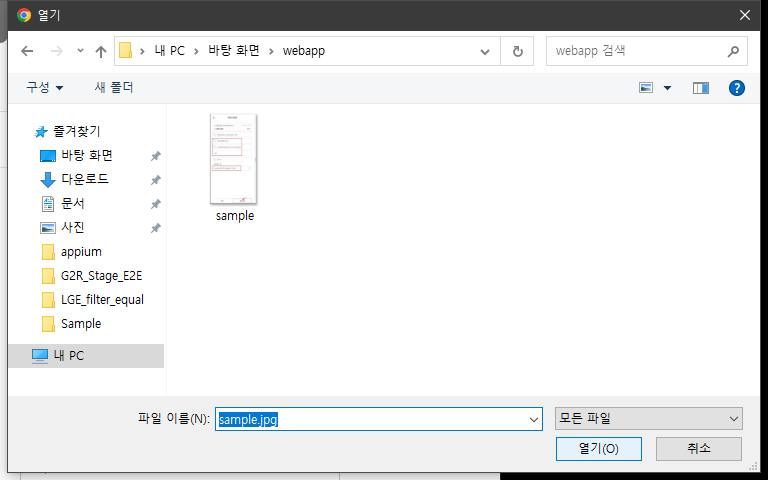 열기
내 PC
바탕 화면
webapp
webapp 검색
구성
새 폴더
즐겨찾기
바탕 화면
다운로드
문서
사진
appium
G2R_Stage_E2E
LGE_filter_equal
Sample
내 PC
sample
파일 이름(N):
sample.jpg
모든 파일
열기(O)
취소